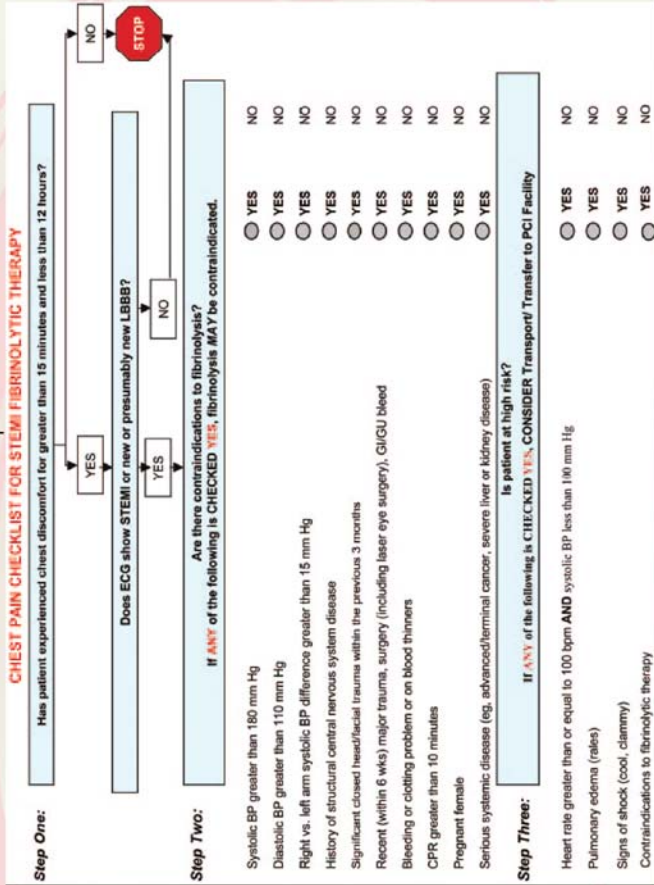 CHEST PAIN CHECKLIST FOR STEMI FIBRINOLYTIC THERAPY
Step One:
Has patient experienced chest discomfort for greater than 15 minutes and less than 12 hours?
YES
NO
STOP
Does ECG show STEMI or new or presumably new LBBB?
YES
NO
Step Two:
Are there contraindications to fibrinolysis?
If ANY of the following is CHECKED YES, fibrinolysis MAY be contraindicated.
Systolic BP greater than 180 mm Hg YES NO
Diastolic BP greater than 110 mm Hg YES NO
Right vs. left arm systolic BP difference greater than 15 mm Hg YES NO
History of structural central nervous system disease YES NO
Significant closed head/facial trauma within the previous 3 months YES NO
Recent (within 6 wks) major trauma, surgery (including laser eye surgery), GI/GU bleed YES NO
Bleeding or clotting problem or on blood thinners YES NO
CPR greater than 10 minutes YES NO
Pregnant female YES NO
Serious systemic disease (eg, advanced/terminal cancer, severe liver or kidney disease) YES NO
Step Three:
Is patient at high risk?
If ANY of the following is CHECKED YES, CONSIDER Transport/ Transfer to PCI Facility
Heart rate greater than or equal to 100 bpm AND systolic BP less than 100 mm Hg YES NO
Pulmonary edema (rales) YES NO
Signs of shock (cool, clammy) YES NO
Contraindications to fibrinolytic therapy YES NO